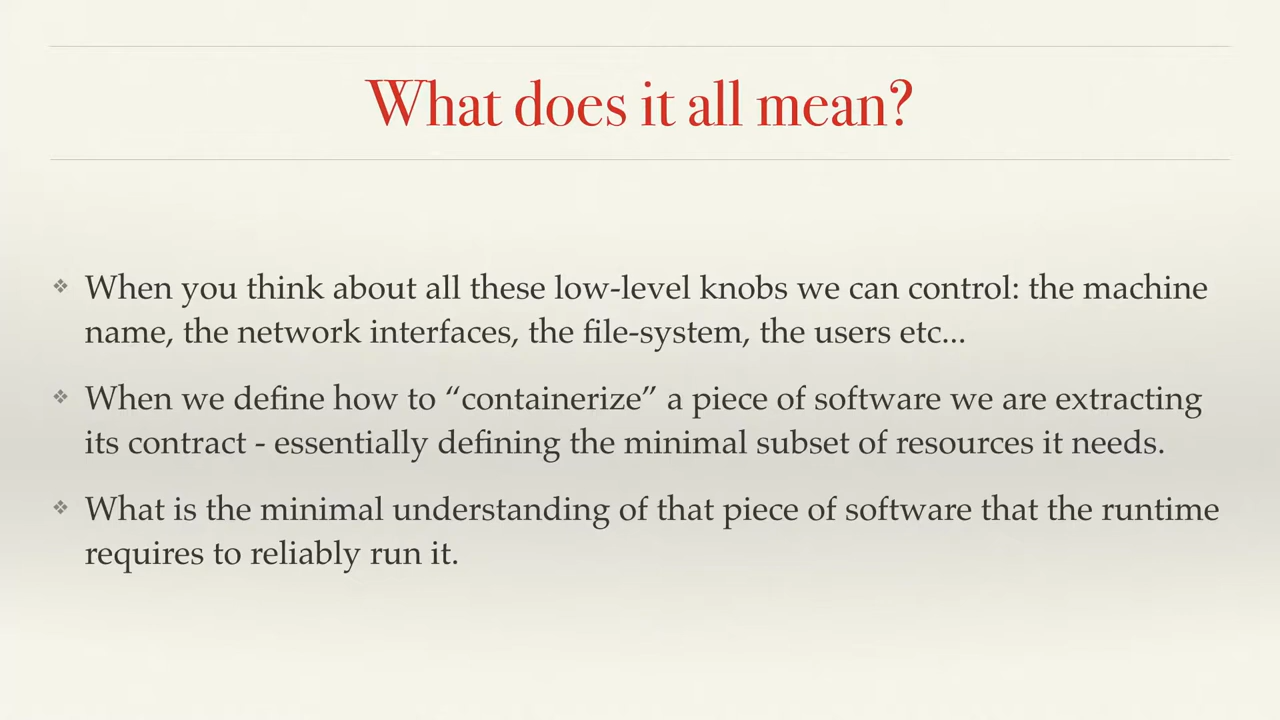 What does it all mean?
❖ When you think about all these low-level knobs we can control: the machine
name, the network interfaces, the file-system, the users etc...
❖ When we define how to “containerize” a piece of software we are extracting
its contract - essentially defining the minimal subset of resources it needs.
❖ What is the minimal understanding of that piece of software that the runtime
requires to reliably run it.